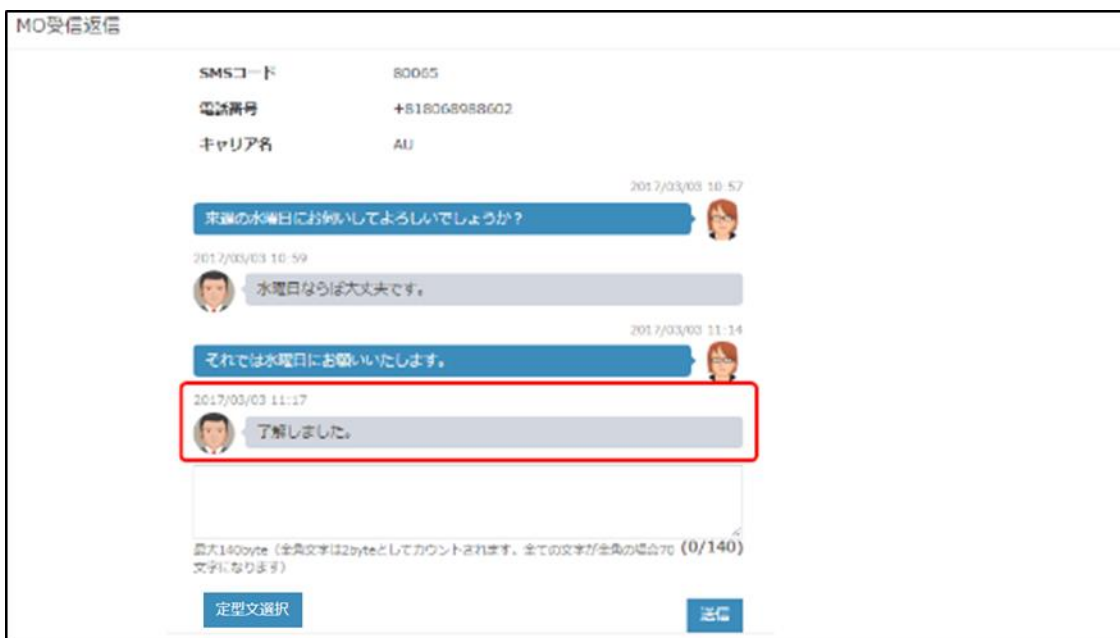 MO受信返信
SMSコード 80065
電話番号 +818068988602
キャリア名 AU
2017/03/03 10:57
来週の水曜日にお伺いしてよろしいでしょうか？
2017/03/03 10:59
水曜日ならば大丈夫です。
2017/03/03 11:14
それでは水曜日にお願いいたします。
2017/03/03 11:17
了解しました。
最大140byte（全角文字は2byteとしてカウントされます。全ての文字が全角の場合70 (0/140)
文字になります）
定型文選択 送信